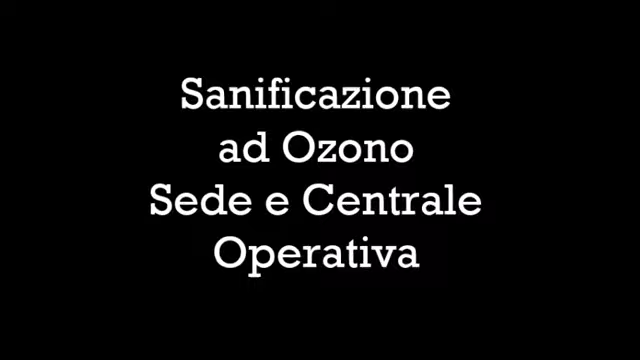 Sanificazione
ad Ozono
Sede e Centrale
Operativa